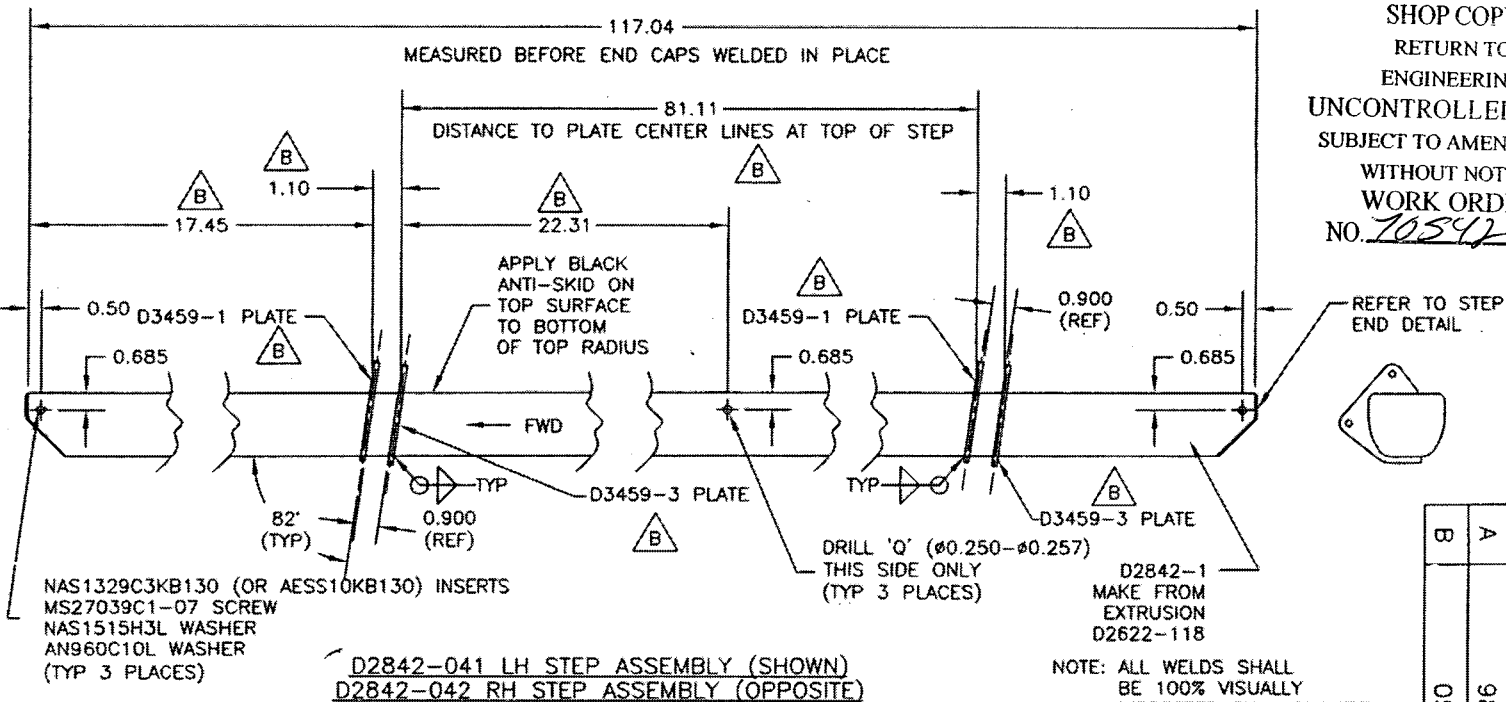 117.04
MEASURED BEFORE END CAPS WELDED IN PLACE
SHOP COPY
RETURN TO
UNCONTROLLED
SUBJECT TO
WITHOUT
WORK
NO.
81.11
DISTANCE TO PLATE CENTER LINES AT TOP OF STEP
B
B
B
B
1.10
1.10
B
17.45
22.31
APPLY BLACK
ANTI-SKID ON
TOP SURFACE
TO BOTTOM
OF TOP RADIUS
B
0.50
D3459-1 PLATE
B
D3459-1 PLATE
0.900
(REF)
0.50
REFER TO STEP
END DETAIL
0.685
0.685
0.685
FWD
TYP
D3459-3 PLATE
B
TYP
D3459-3 PLATE
B
82°
(TYP)
0.900
(REF)
DRILL 'Q' (ø0.250-ø0.257)
THIS SIDE ONLY
(TYP 3 PLACES)
D2842-1
MAKE FROM
EXTRUSION
D2622-118
NAS1329C3KB130 (OR AESS10KB130) INSERTS
MS27039C1-07 SCREW
NAS1515H3L WASHER
AN960C10L WASHER
(TYP 3 PLACES)
D2842-041 LH STEP ASSEMBLY (SHOWN)
D2842-042 RH STEP ASSEMBLY (OPPOSITE)
NOTE: ALL WELDS SHALL
BE 100% VISUALLY
A
B